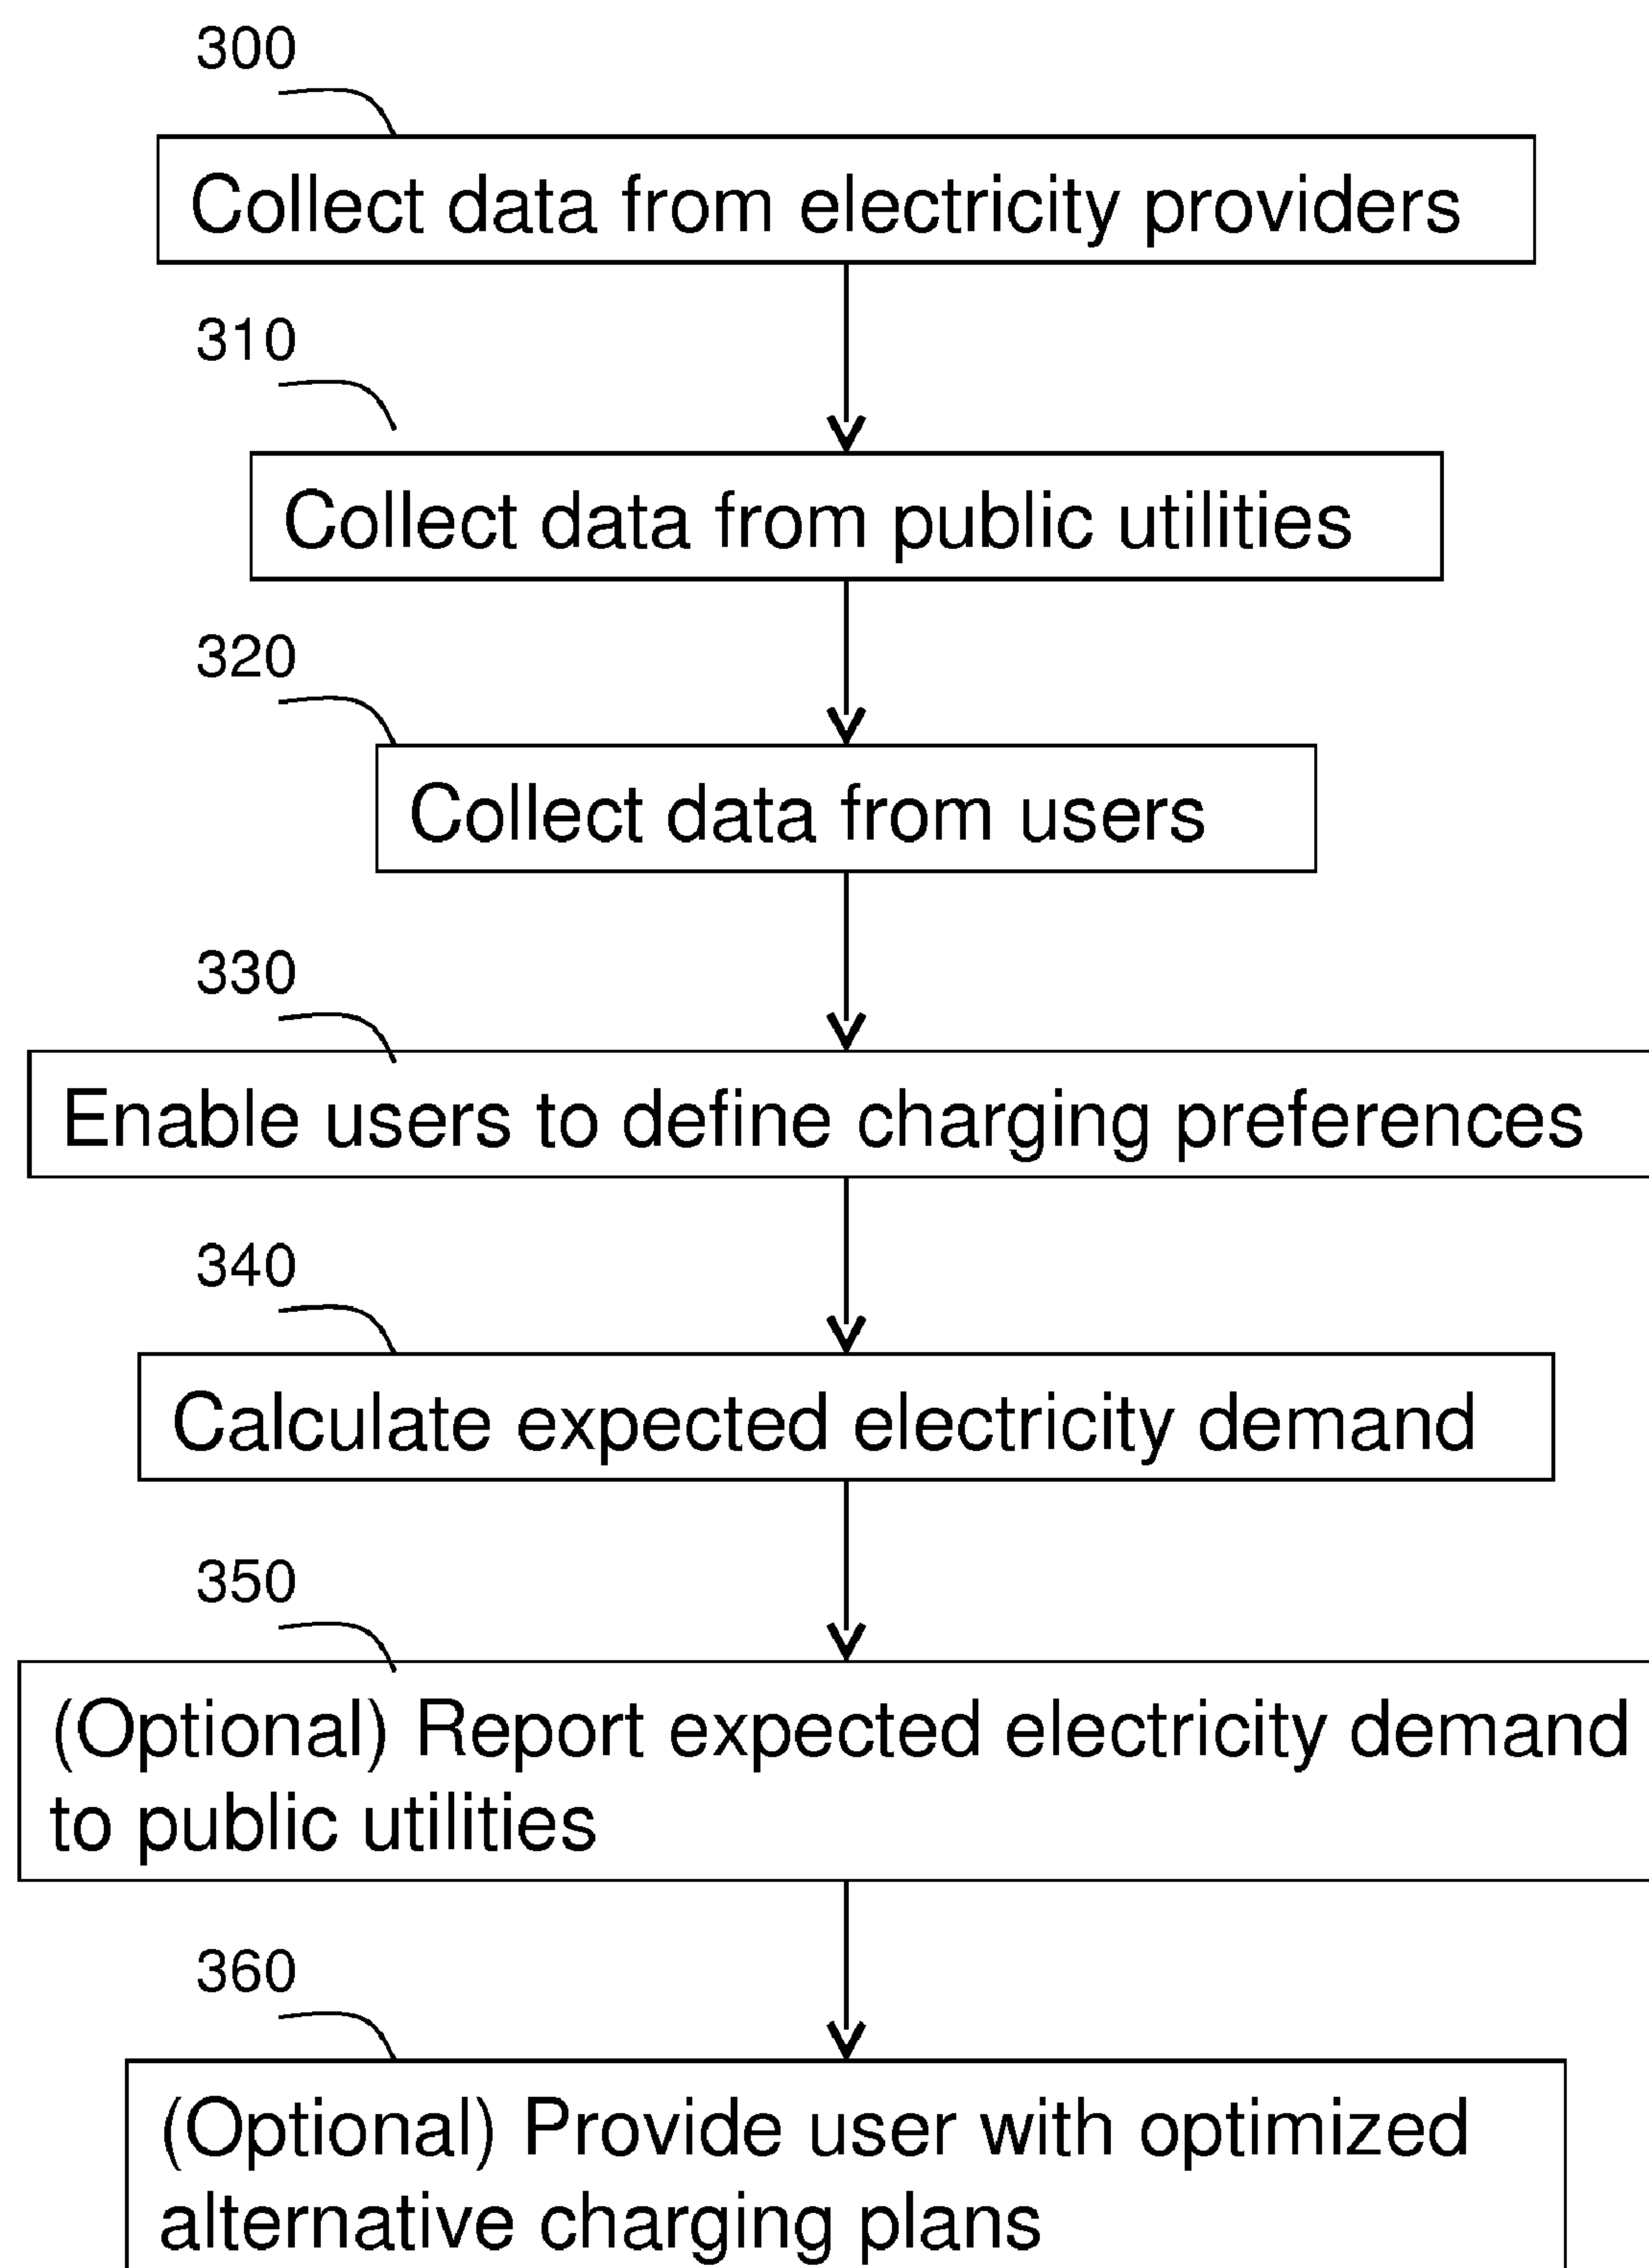 300
Collect data from electricity providers
310
Collect data from public utilities
320
Collect data from users
330
Enable users to define charging preferences
340
Calculate expected electricity demand
350
(Optional) Report expected electricity demand
to public utilities
360
(Optional) Provide user with optimized
alternative charging plans